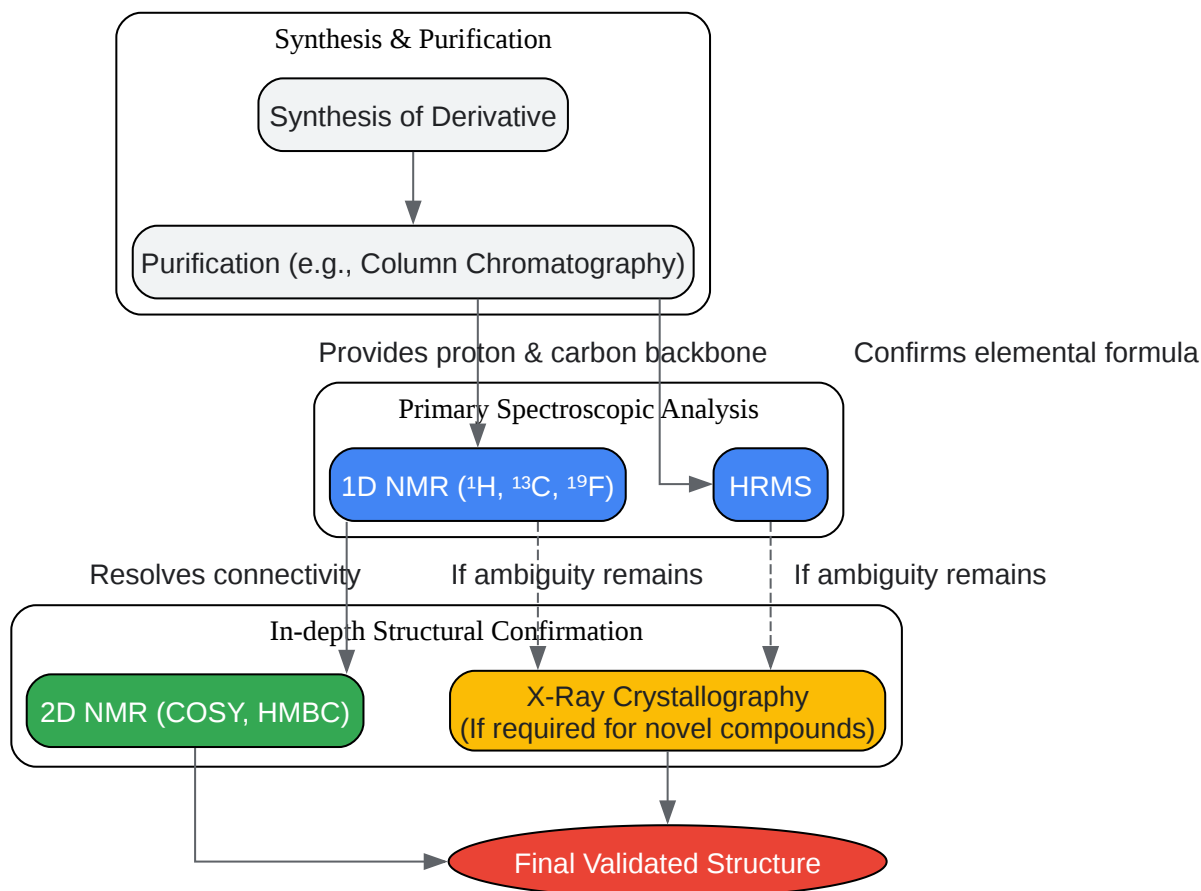 Synthesis & Purification
Synthesis of Derivative
Purification (e.g., Column Chromatography)
Provides proton & carbon backbone
Confirms elemental formula
Primary Spectroscopic Analysis
1D NMR (¹H, ¹³C, ¹⁹F)
HRMS
Resolves connectivity
If ambiguity remains
If ambiguity remains
In-depth Structural Confirmation
2D NMR (COSY, HMBC)
X-Ray Crystallography
(If required for novel compounds)
Final Validated Structure